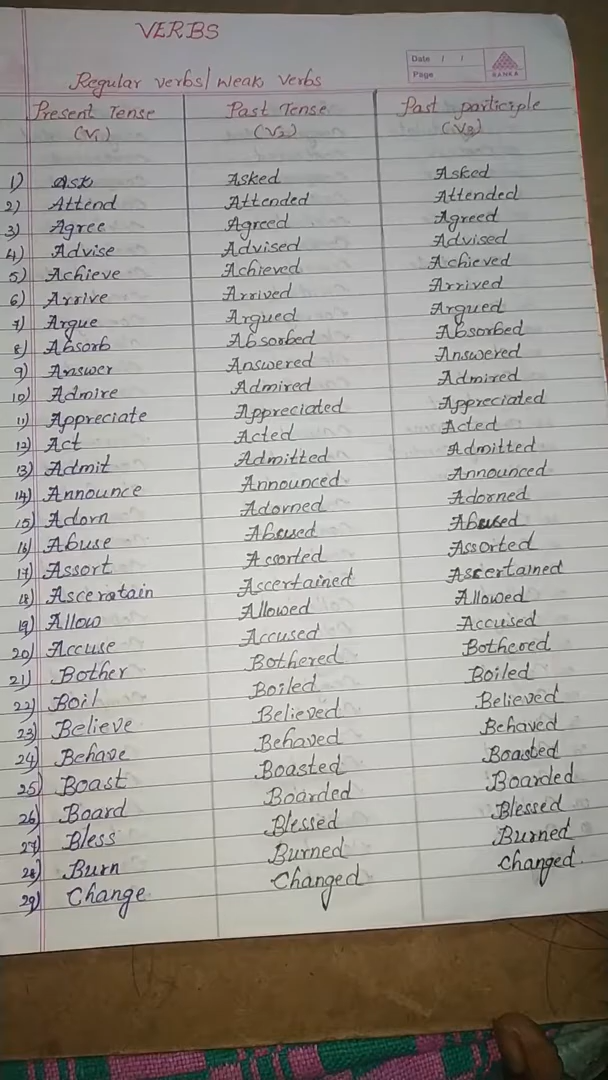 VERBS
Date / /
Page
RANKA
Regular verbs/weak verbs
Present Tense Past Tense Past participle
(V1) (V2) (V3)
1) Ask Asked Asked
2) Attend Attended Attended
3) Agree Agreed Agreed
4) Advise Advised Advised
5) Achieve Achieved Achieved
6) Arrive Arrived Arrived
7) Argue Argued Argued
8) Absorb Absorbed Absorbed
9) Answer Answered Answered
10) Admire Admired Admired
11) Appreciate Appreciated Appreciated
12) Act Acted Acted
13) Admit Admitted Admitted
14) Announce Announced Announced
15) Adorn Adorned Adorned
16) Abuse Abused Abused
17) Assort Assorted Assorted
18) Asceratain Ascertained Ascertained
19) Allow Allowed Allowed
20) Accuse Accused Accused
21) Bother Bothered Bothered
22) Boil Boiled Boiled
23) Believe Believed Believed
24) Behave Behaved Behaved
25) Boast Boasted Boasted
26) Board Boarded Boarded
27) Bless Blessed Blessed
28) Burn Burned Burned
29) Change Changed Changed